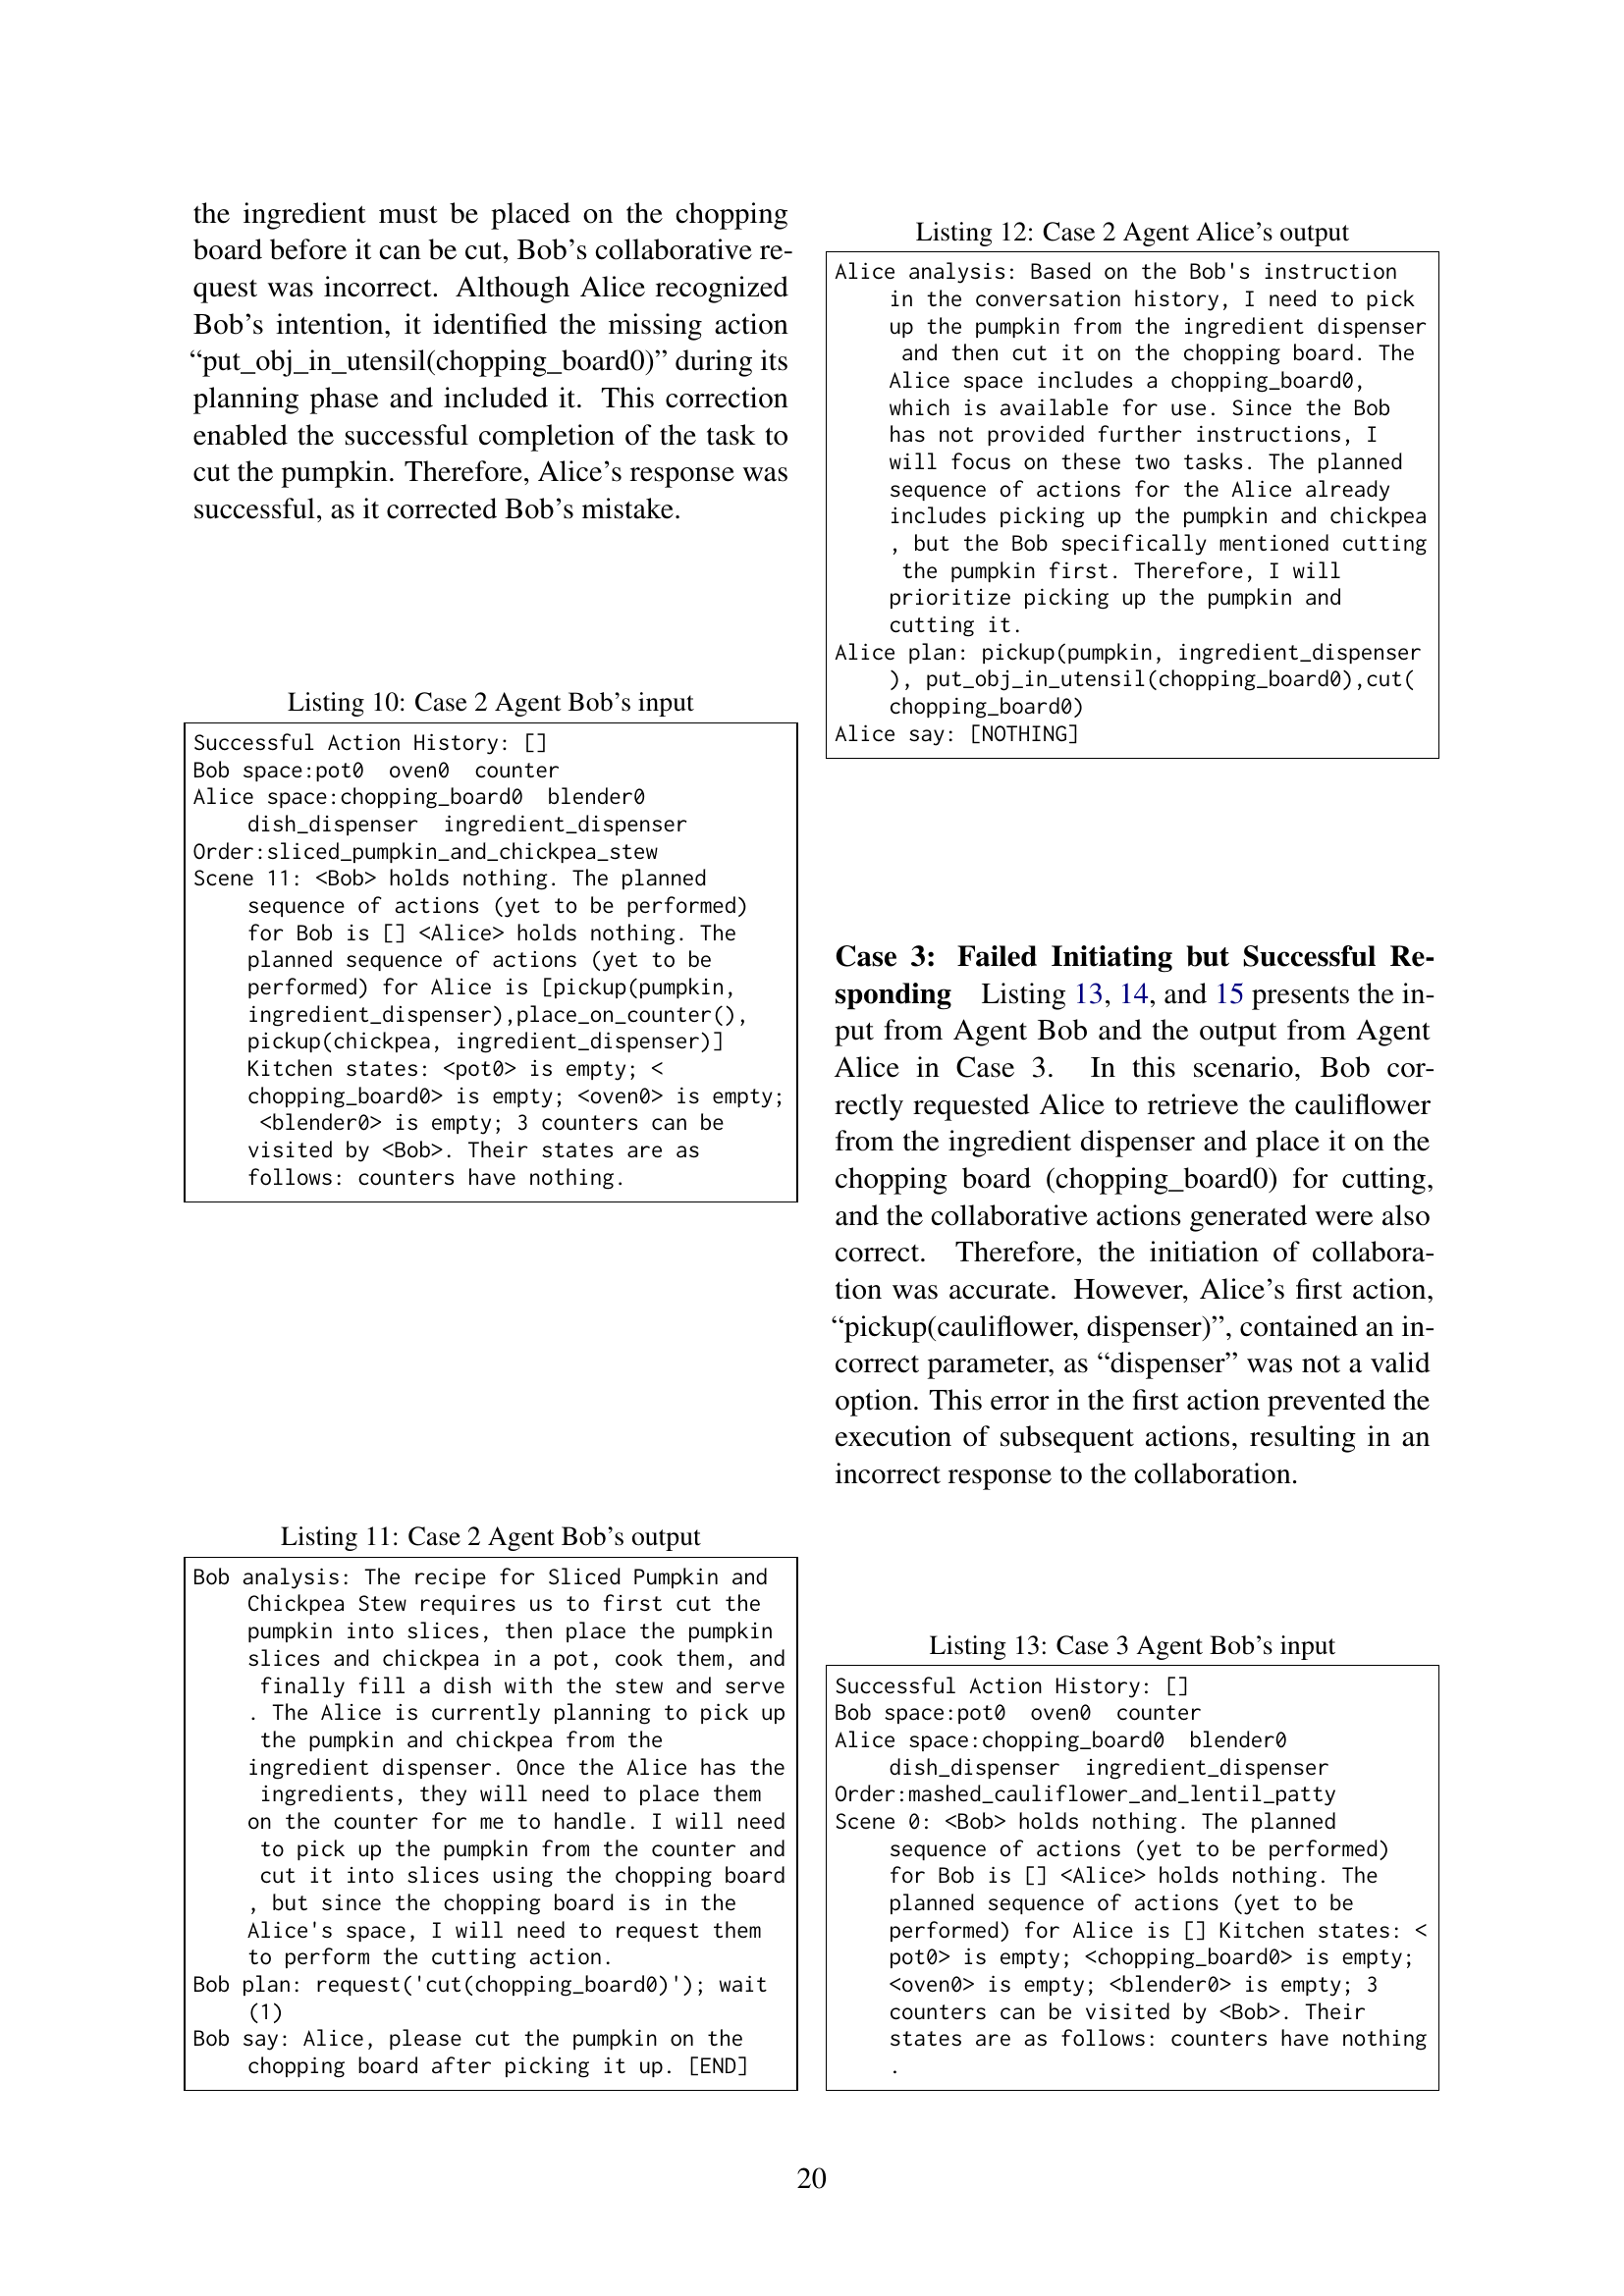 the ingredient must be placed on the chopping
board before it can be cut, Bob’s collaborative re-
quest was incorrect. Although Alice recognized
Bob’s intention, it identified the missing action
“put_obj_in_utensil(chopping_board0)” during its
planning phase and included it. This correction
enabled the successful completion of the task to
cut the pumpkin. Therefore, Alice’s response was
successful, as it corrected Bob’s mistake.
Listing 10: Case 2 Agent Bob’s input
Successful Action History: []
Bob space:pot0  oven0  counter
Alice space:chopping_board0  blender0
dish_dispenser  ingredient_dispenser
Order:sliced_pumpkin_and_chickpea_stew
Scene 11: <Bob> holds nothing. The planned
sequence of actions (yet to be performed)
for Bob is [] <Alice> holds nothing. The
planned sequence of actions (yet to be
performed) for Alice is [pickup(pumpkin,
ingredient_dispenser),place_on_counter(),
pickup(chickpea, ingredient_dispenser)]
Kitchen states: <pot0> is empty; <
chopping_board0> is empty; <oven0> is empty;
<blender0> is empty; 3 counters can be
visited by <Bob>. Their states are as
follows: counters have nothing.
Listing 11: Case 2 Agent Bob’s output
Bob analysis: The recipe for Sliced Pumpkin and
Chickpea Stew requires us to first cut the
pumpkin into slices, then place the pumpkin
slices and chickpea in a pot, cook them, and
finally fill a dish with the stew and serve
. The Alice is currently planning to pick up
the pumpkin and chickpea from the
ingredient dispenser. Once the Alice has the
ingredients, they will need to place them
on the counter for me to handle. I will need
to pick up the pumpkin from the counter and
cut it into slices using the chopping board
, but since the chopping board is in the
Alice's space, I will need to request them
to perform the cutting action.
Bob plan: request('cut(chopping_board0)'); wait
(1)
Bob say: Alice, please cut the pumpkin on the
chopping board after picking it up. [END]
Listing 12: Case 2 Agent Alice’s output
Alice analysis: Based on the Bob's instruction
in the conversation history, I need to pick
up the pumpkin from the ingredient dispenser
and then cut it on the chopping board. The
Alice space includes a chopping_board0,
which is available for use. Since the Bob
has not provided further instructions, I
will focus on these two tasks. The planned
sequence of actions for the Alice already
includes picking up the pumpkin and chickpea
, but the Bob specifically mentioned cutting
the pumpkin first. Therefore, I will
prioritize picking up the pumpkin and
cutting it.
Alice plan: pickup(pumpkin, ingredient_dispenser
), put_obj_in_utensil(chopping_board0),cut(
chopping_board0)
Alice say: [NOTHING]
Case 3: Failed Initiating but Successful Re-
sponding Listing 13, 14, and 15 presents the in-
put from Agent Bob and the output from Agent
Alice in Case 3. In this scenario, Bob cor-
rectly requested Alice to retrieve the cauliflower
from the ingredient dispenser and place it on the
chopping board (chopping_board0) for cutting,
and the collaborative actions generated were also
correct. Therefore, the initiation of collabora-
tion was accurate. However, Alice’s first action,
“pickup(cauliflower, dispenser)”, contained an in-
correct parameter, as “dispenser” was not a valid
option. This error in the first action prevented the
execution of subsequent actions, resulting in an
incorrect response to the collaboration.
Listing 13: Case 3 Agent Bob’s input
Successful Action History: []
Bob space:pot0  oven0  counter
Alice space:chopping_board0  blender0
dish_dispenser  ingredient_dispenser
Order:mashed_cauliflower_and_lentil_patty
Scene 0: <Bob> holds nothing. The planned
sequence of actions (yet to be performed)
for Bob is [] <Alice> holds nothing. The
planned sequence of actions (yet to be
performed) for Alice is [] Kitchen states: <
pot0> is empty; <chopping_board0> is empty;
<oven0> is empty; <blender0> is empty; 3
counters can be visited by <Bob>. Their
states are as follows: counters have nothing
.
20